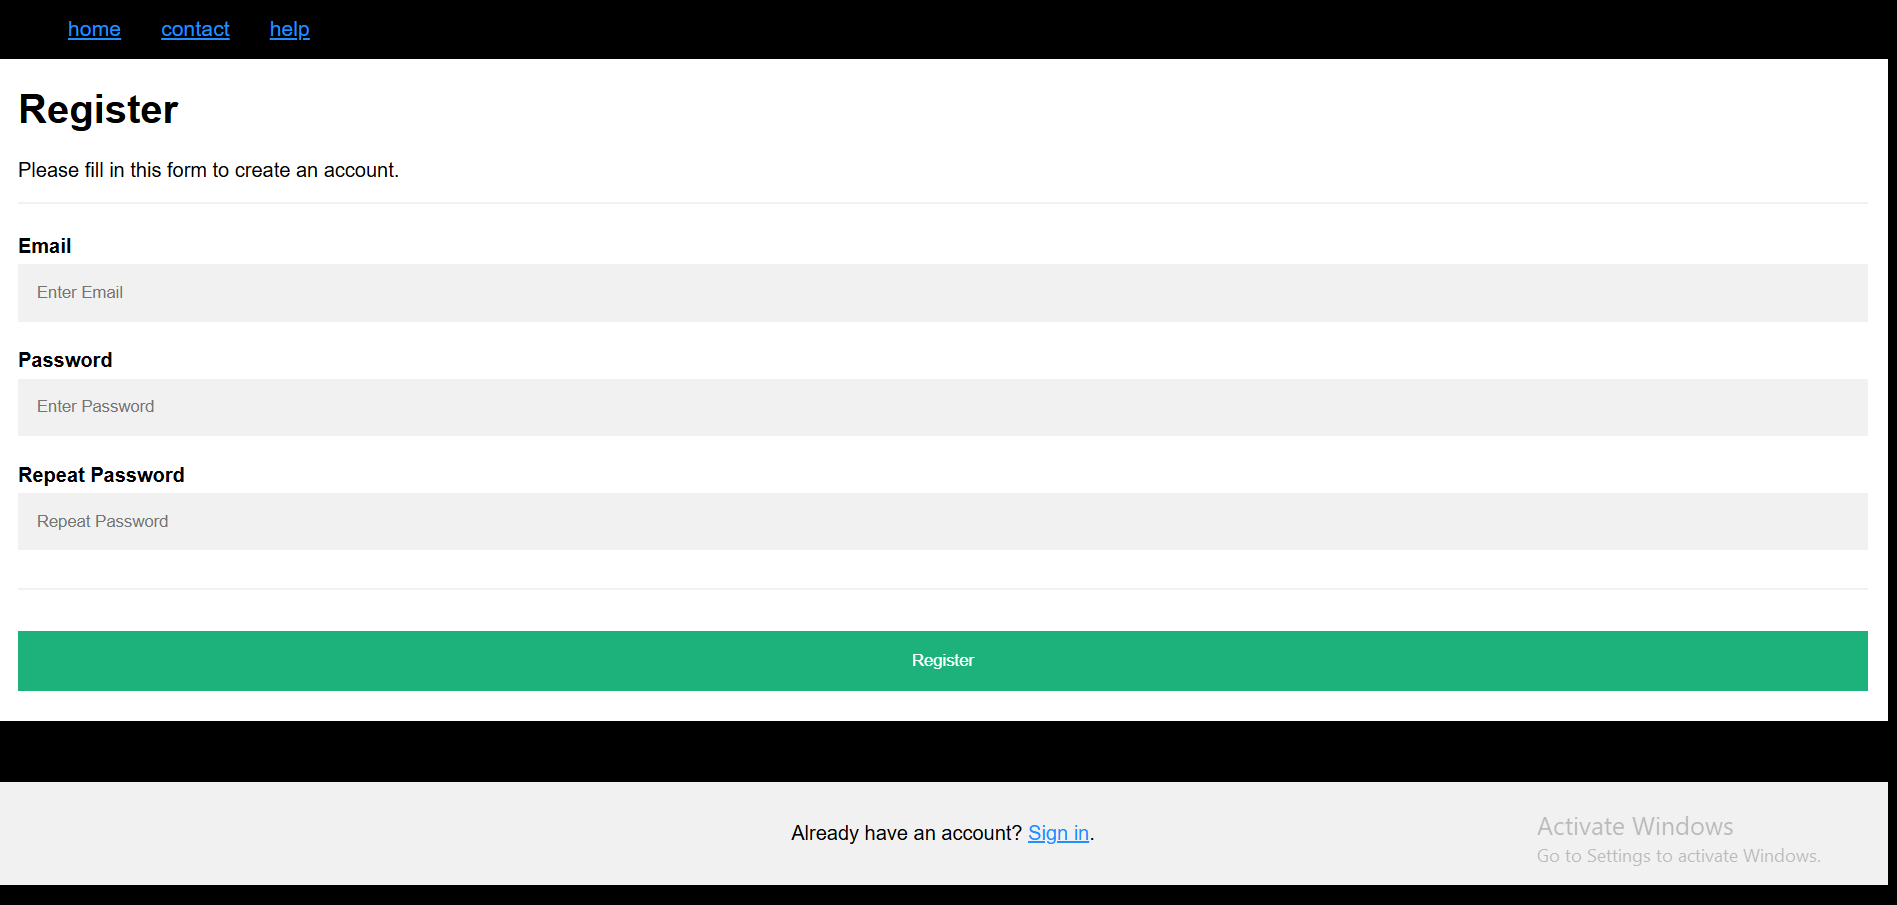 home contact help
Register
Please fill in this form to create an account.
Email
Enter Email
Password
Enter Password
Repeat Password
Repeat Password
Register
Already have an account? Sign in.
Activate Windows
Go to Settings to activate Windows.